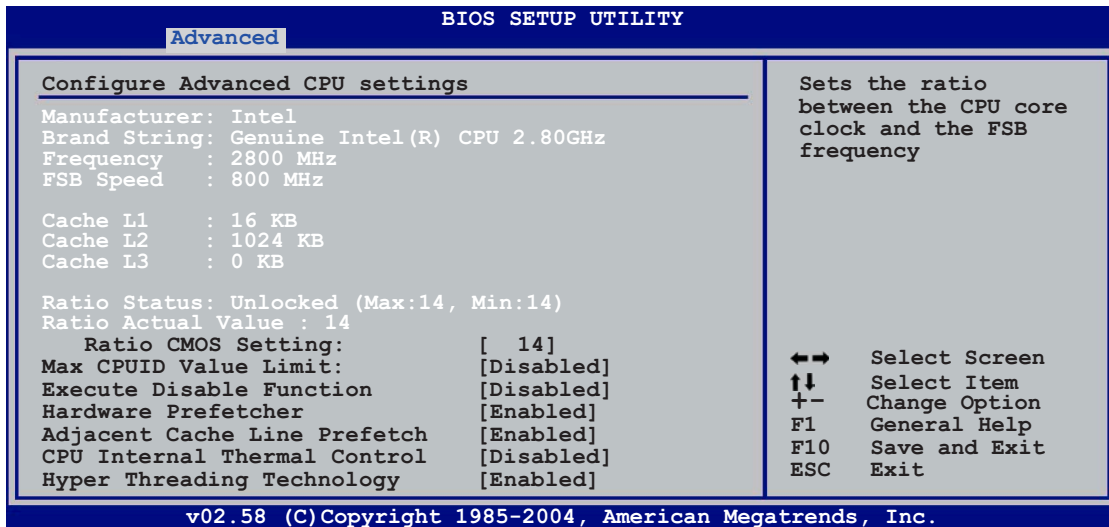 BIOS SETUP UTILITY
Advanced
Configure Advanced CPU settings
Manufacturer: Intel
Brand String: Genuine Intel(R) CPU 2.80GHz
Frequency : 2800 MHz
FSB Speed : 800 MHz
Cache L1 : 16 KB
Cache L2 : 1024 KB
Cache L3 : 0 KB
Ratio Status: Unlocked (Max:14, Min:14)
Ratio Actual Value : 14
Ratio CMOS Setting: [ 14]
Max CPUID Value Limit: [Disabled]
Execute Disable Function [Disabled]
Hardware Prefetcher [Enabled]
Adjacent Cache Line Prefetch [Enabled]
CPU Internal Thermal Control [Disabled]
Hyper Threading Technology [Enabled]
Sets the ratio
between the CPU core
clock and the FSB
frequency
←→ Select Screen
↑↓ Select Item
+- Change Option
F1 General Help
F10 Save and Exit
ESC Exit
v02.58 (C)Copyright 1985-2004, American Megatrends, Inc.